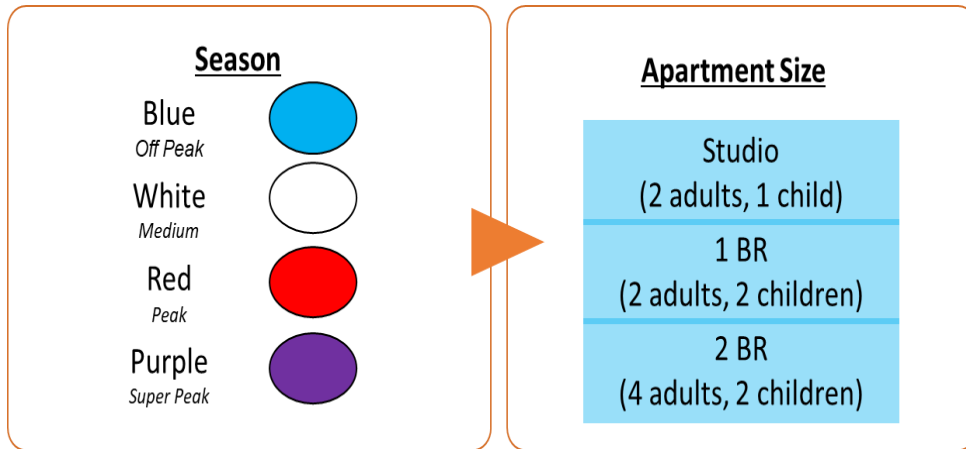 Season
Blue
Off Peak
White
Medium
Red
Peak
Purple
Super Peak
Apartment Size
Studio
(2 adults, 1 child)
1 BR
(2 adults, 2 children)
2 BR
(4 adults, 2 children)